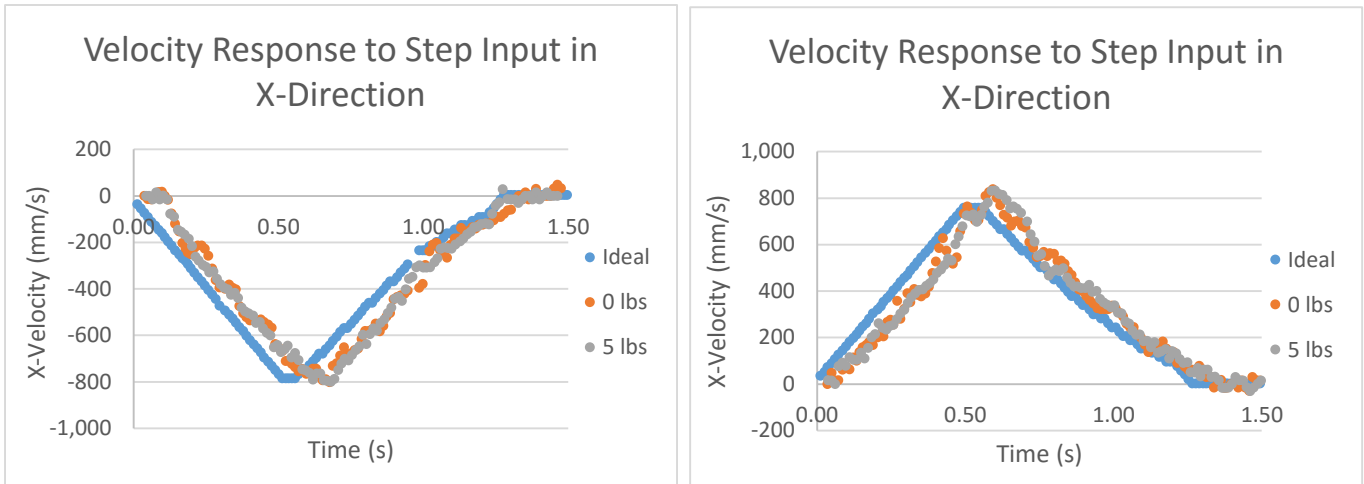 Velocity Response to Step Input in
X-Direction
200
0
-200
-400
-600
-800
-1,000
0.00
0.50
1.00
1.50
X-Velocity (mm/s)
Time (s)
Ideal
0 lbs
5 lbs
Velocity Response to Step Input in
X-Direction
1,000
800
600
400
200
0
-200
0.00
0.50
1.00
1.50
X-Velocity (mm/s)
Time (s)
Ideal
0 lbs
5 lbs